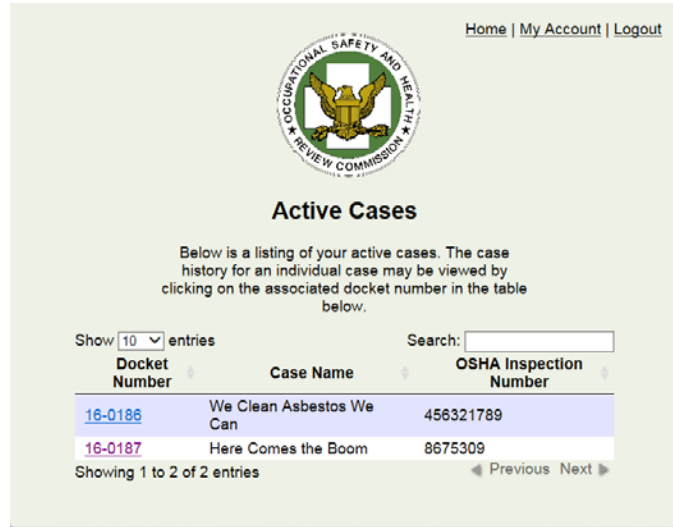 Home | My Account | Logout
OCCUPATIONAL SAFETY AND HEALTH
REVIEW COMMISSION
Active Cases
Below is a listing of your active cases. The case
history for an individual case may be viewed by
clicking on the associated docket number in the table
below.
Show 10 entries Search:
Docket Number Case Name OSHA Inspection Number
16-0186 We Clean Asbestos We Can 456321789
16-0187 Here Comes the Boom 8675309
Showing 1 to 2 of 2 entries Previous Next